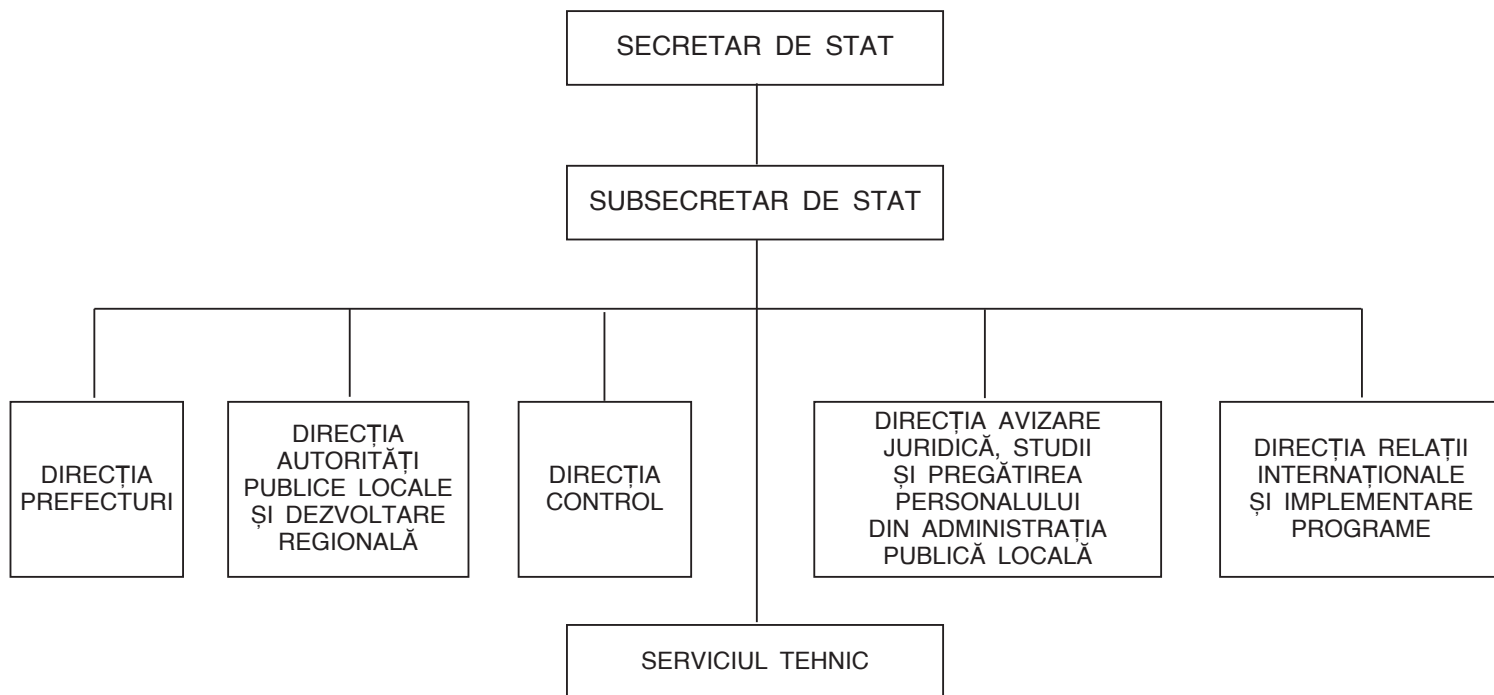 SECRETAR DE STAT
SUBSECRETAR DE STAT
DIRECȚIA
PREFECTURI
DIRECȚIA
AUTORITĂȚI
PUBLICE LOCALE
ȘI DEZVOLTARE
REGIONALĂ
DIRECȚIA
CONTROL
DIRECȚIA AVIZARE
JURIDICĂ, STUDII
ȘI PREGĂTIREA
PERSONALULUI
DIN ADMINISTRAȚIA
PUBLICĂ LOCALĂ
DIRECȚIA RELAȚII
INTERNAȚIONALE
ȘI IMPLEMENTARE
PROGRAME
SERVICIUL TEHNIC